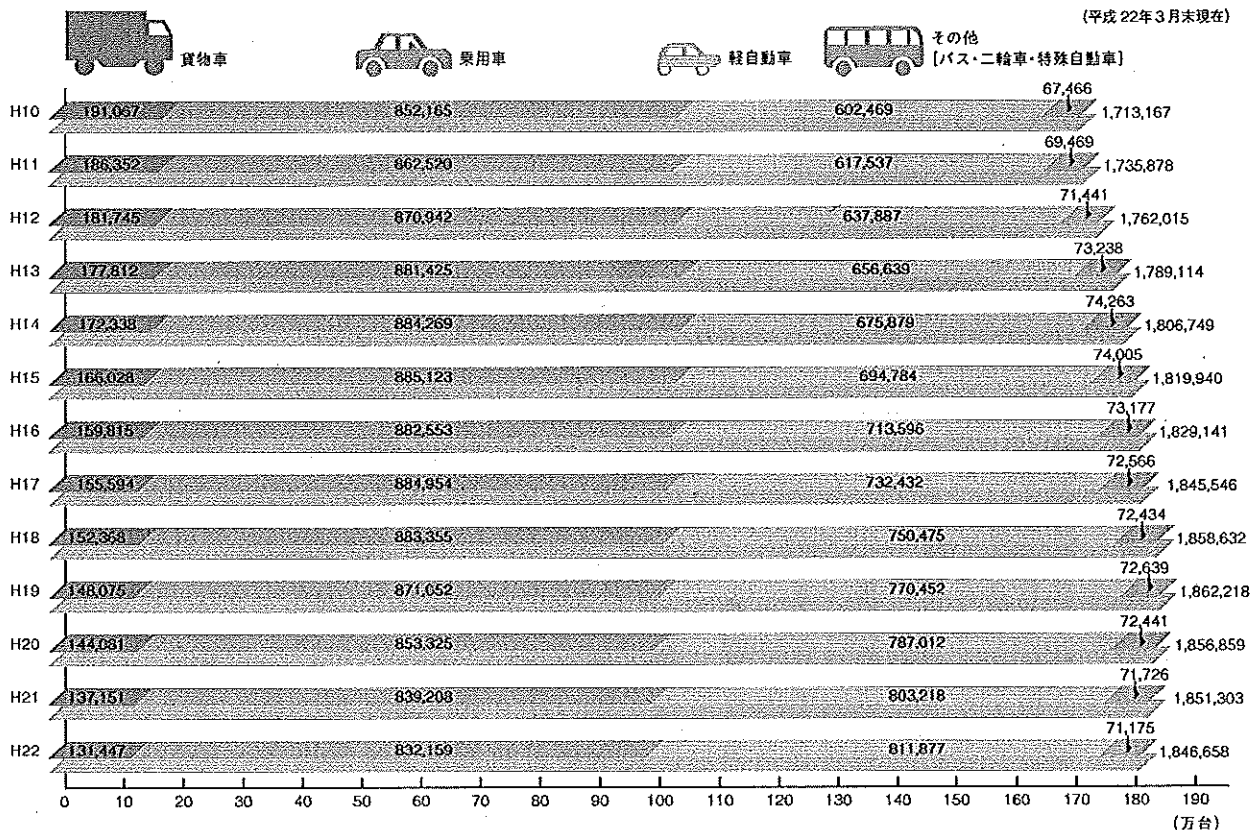 (平成22年3月末現在)
貨物車 乗用車 軽自動車 その他
[バス・二輪車・特殊自動車]
67,466
H10 191,067 852,165 602,469 1,713,167
69,469
H11 186,352 862,520 617,537 1,735,878
71,441
H12 181,745 870,942 637,887 1,762,015
73,238
H13 177,812 881,425 656,639 1,789,114
74,263
H14 172,338 884,269 675,879 1,806,749
74,005
H15 166,028 885,123 694,784 1,819,940
73,177
H16 159,815 882,553 713,596 1,829,141
72,566
H17 155,594 884,954 732,432 1,845,546
72,434
H18 152,368 883,355 750,475 1,858,632
72,639
H19 148,075 871,052 770,452 1,862,218
72,441
H20 144,081 853,325 787,012 1,856,859
71,726
H21 137,151 839,208 803,218 1,851,303
71,175
H22 131,447 832,159 811,877 1,846,658
0 10 20 30 40 50 60 70 80 90 100 110 120 130 140 150 160 170 180 190
(万台)